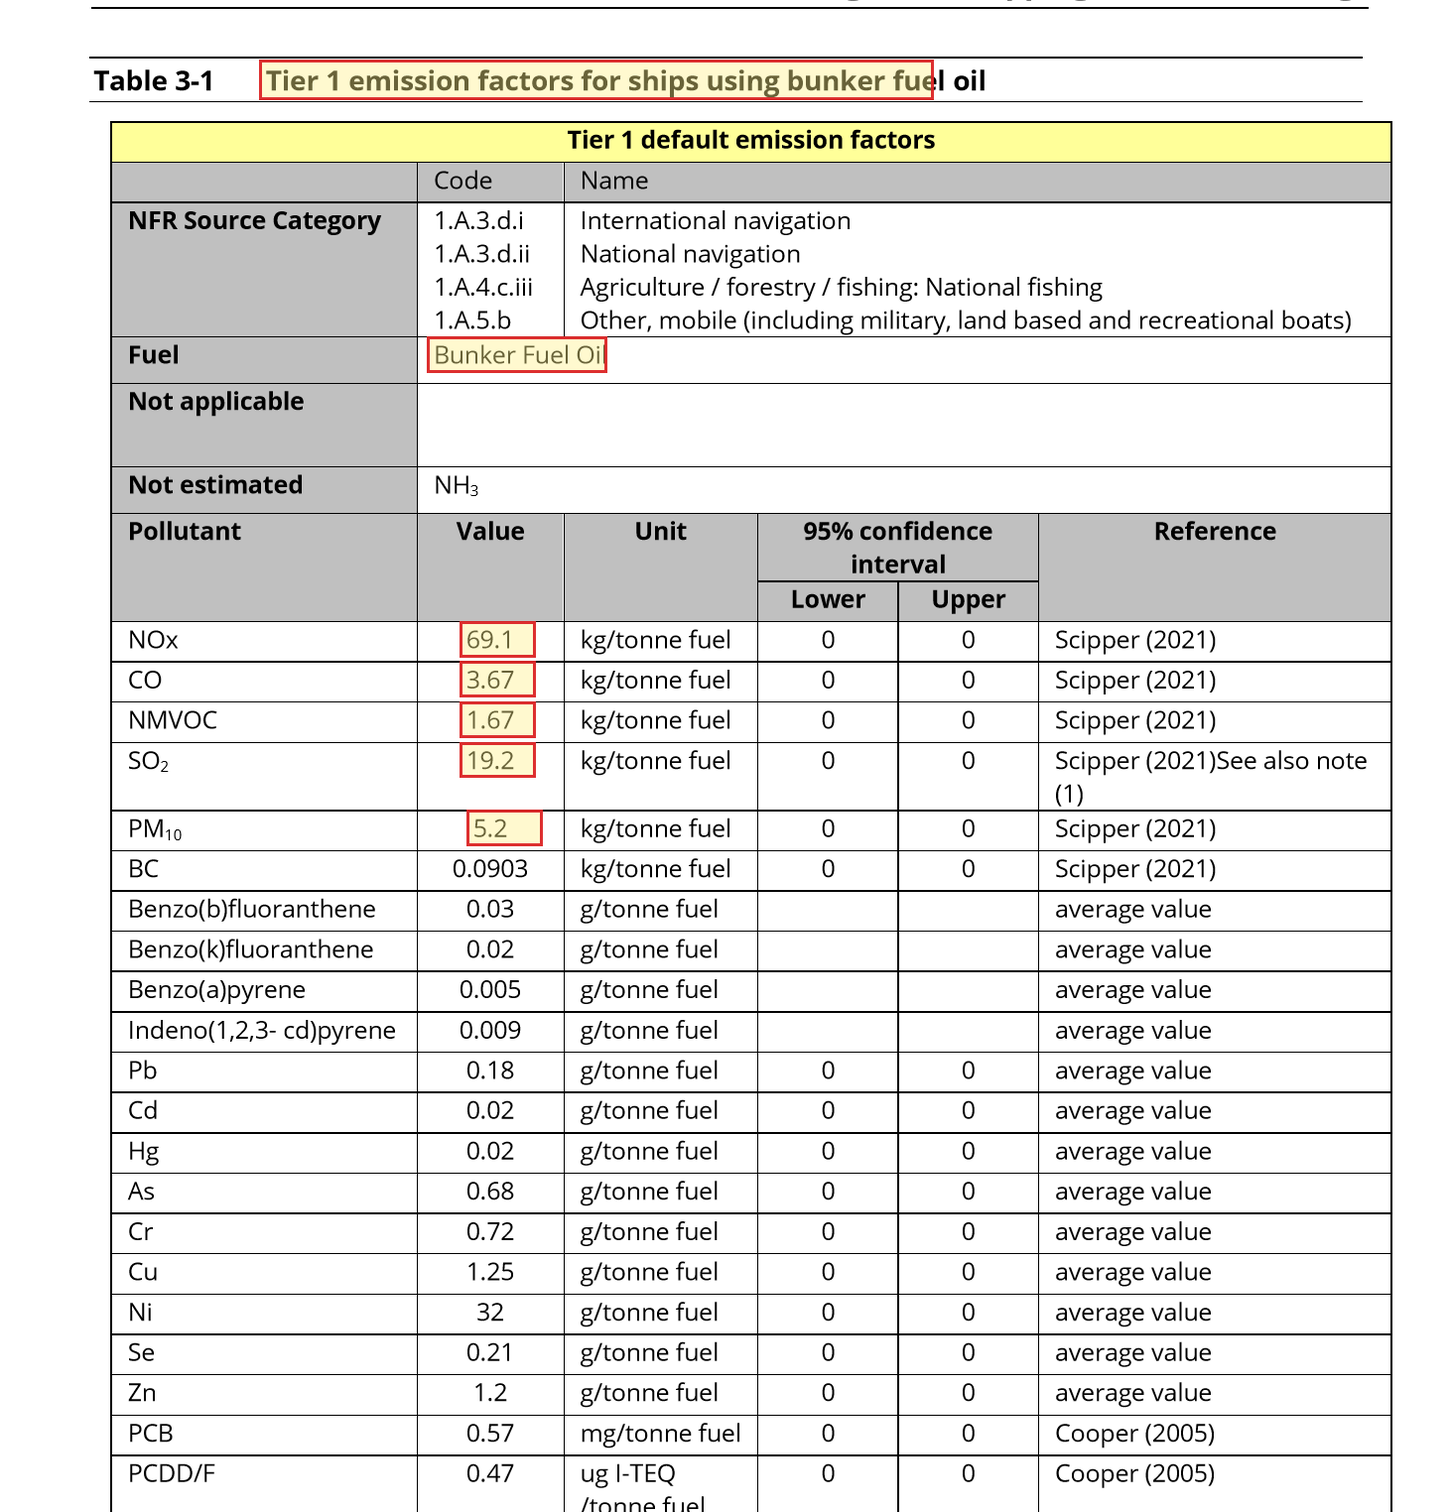 Table 3-1 Tier 1 emission factors for ships using bunker fuel oil
Tier 1 default emission factors
Code Name
NFR Source Category 1.A.3.d.i International navigation
1.A.3.d.ii National navigation
1.A.4.c.iii Agriculture / forestry / fishing: National fishing
1.A.5.b Other, mobile (including military, land based and recreational boats)
Fuel Bunker Fuel Oil
Not applicable
Not estimated NH₃
Pollutant Value Unit 95% confidence interval Reference
Lower Upper
NOx 69.1 kg/tonne fuel 0 0 Scipper (2021)
CO 3.67 kg/tonne fuel 0 0 Scipper (2021)
NMVOC 1.67 kg/tonne fuel 0 0 Scipper (2021)
SO₂ 19.2 kg/tonne fuel 0 0 Scipper (2021)See also note
(1)
PM₁₀ 5.2 kg/tonne fuel 0 0 Scipper (2021)
BC 0.0903 kg/tonne fuel 0 0 Scipper (2021)
Benzo(b)fluoranthene 0.03 g/tonne fuel average value
Benzo(k)fluoranthene 0.02 g/tonne fuel average value
Benzo(a)pyrene 0.005 g/tonne fuel average value
Indeno(1,2,3- cd)pyrene 0.009 g/tonne fuel average value
Pb 0.18 g/tonne fuel 0 0 average value
Cd 0.02 g/tonne fuel 0 0 average value
Hg 0.02 g/tonne fuel 0 0 average value
As 0.68 g/tonne fuel 0 0 average value
Cr 0.72 g/tonne fuel 0 0 average value
Cu 1.25 g/tonne fuel 0 0 average value
Ni 32 g/tonne fuel 0 0 average value
Se 0.21 g/tonne fuel 0 0 average value
Zn 1.2 g/tonne fuel 0 0 average value
PCB 0.57 mg/tonne fuel 0 0 Cooper (2005)
PCDD/F 0.47 ug I-TEQ 0 0 Cooper (2005)
/tonne fuel